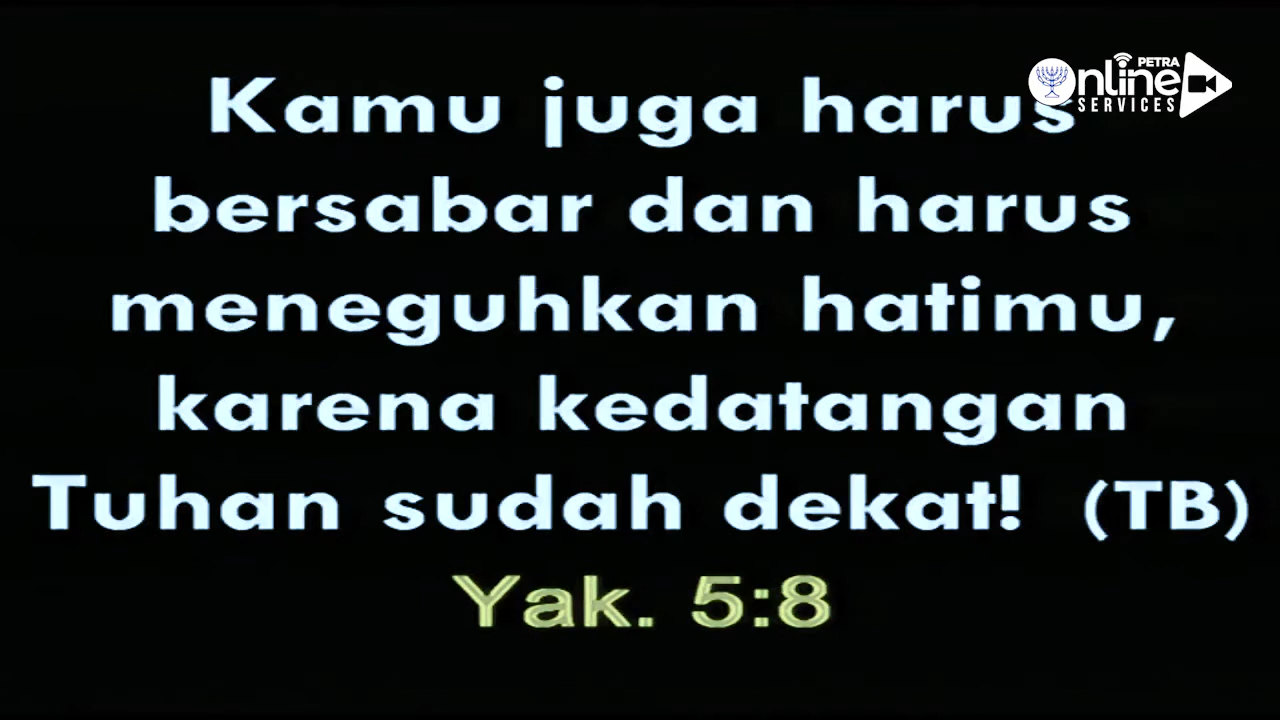 PETRA
Online
SERVICES
Kamu juga harus
bersabar dan harus
meneguhkan hatimu,
karena kedatangan
Tuhan sudah dekat! (TB)
Yak. 5:8